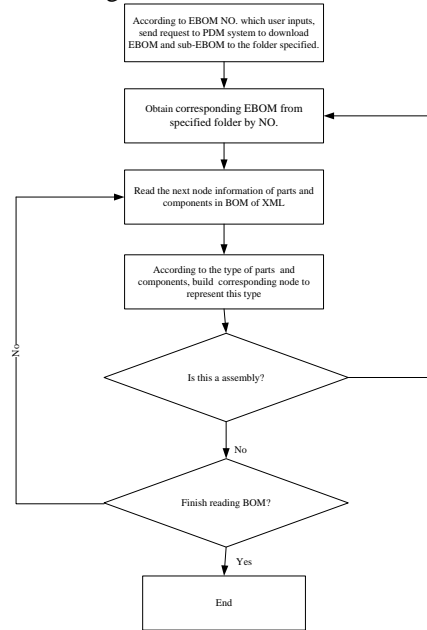 According to EBOM NO. which user inputs,
send request to PDM system to download
EBOM and sub-EBOM to the folder specified.
Obtain corresponding EBOM from
specified folder by NO.
Read the next node information of parts and
components in BOM of XML
According to the type of parts and
components, build corresponding node to
represent this type
Is this a assembly?
No
No
Finish reading BOM?
Yes
End